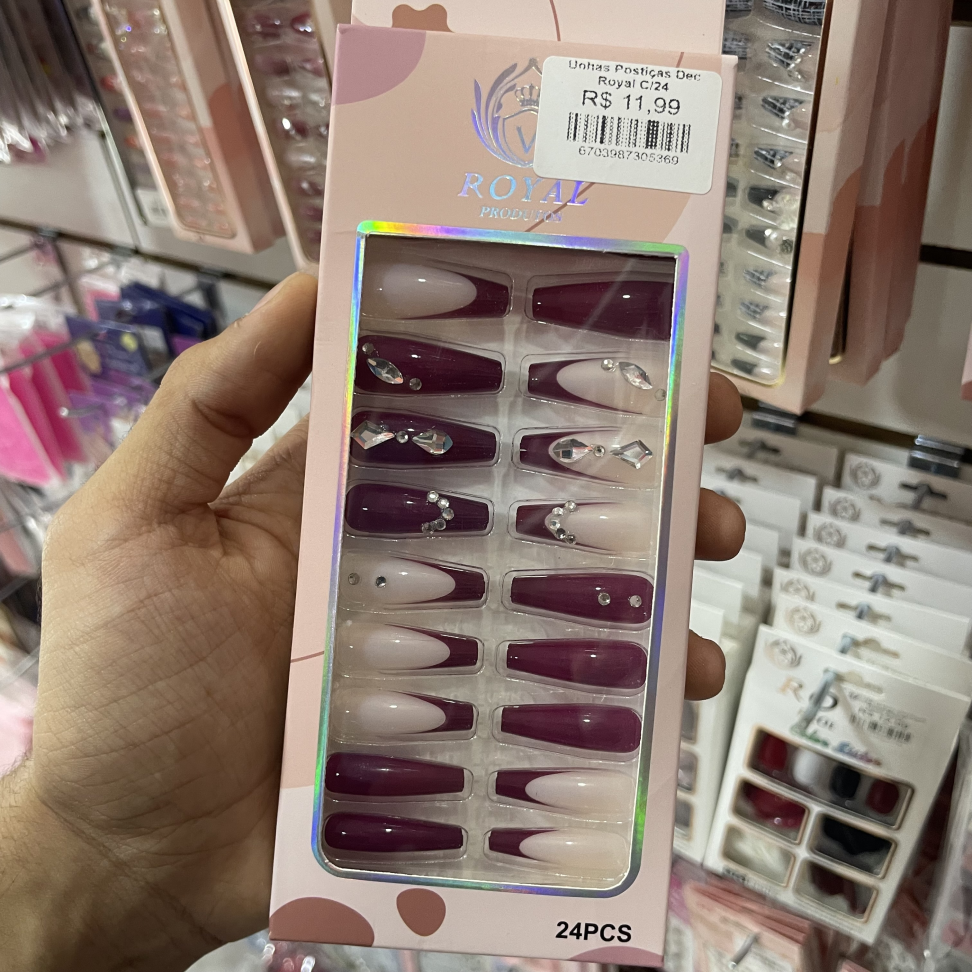 Unhas Postiças Dec
Royal C/24
R$ 11,99
6703987305369
ROYAL
PRODUTOS
24PCS